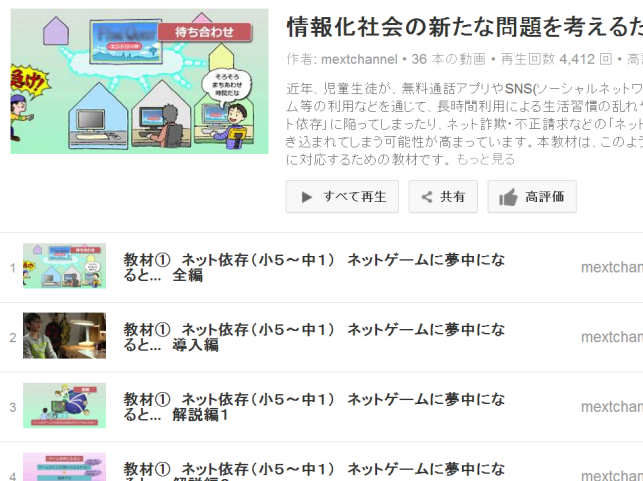 待ち合わせ
エントリー中
急げ!
そろそろ
まちあわせ
時間だな
情報化社会の新たな問題を考えるた
作者: mextchannel • 36 本の動画 • 再生回数 4,412 回 • 高
近年、児童生徒が、無料通話アプリやSNS(ソーシャルネットワ
ム等の利用などを通じて、長時間利用による生活習慣の乱れや
ト依存」に陥ってしまったり、ネット詐欺・不正請求などの「ネット
き込まれてしまう可能性が高まっています。本教材は、このよう
に対応するための教材です。 もっと見る
すべて再生
共有
高評価
1
教材① ネット依存(小5~中1) ネットゲームに夢中にな
ると... 全編
mextchan
2
教材① ネット依存(小5~中1) ネットゲームに夢中にな
ると... 導入編
mextchan
3
教材① ネット依存(小5~中1) ネットゲームに夢中にな
ると... 解説編1
mextchan
4
教材① ネット依存(小5~中1) ネットゲームに夢中にな
mextchan